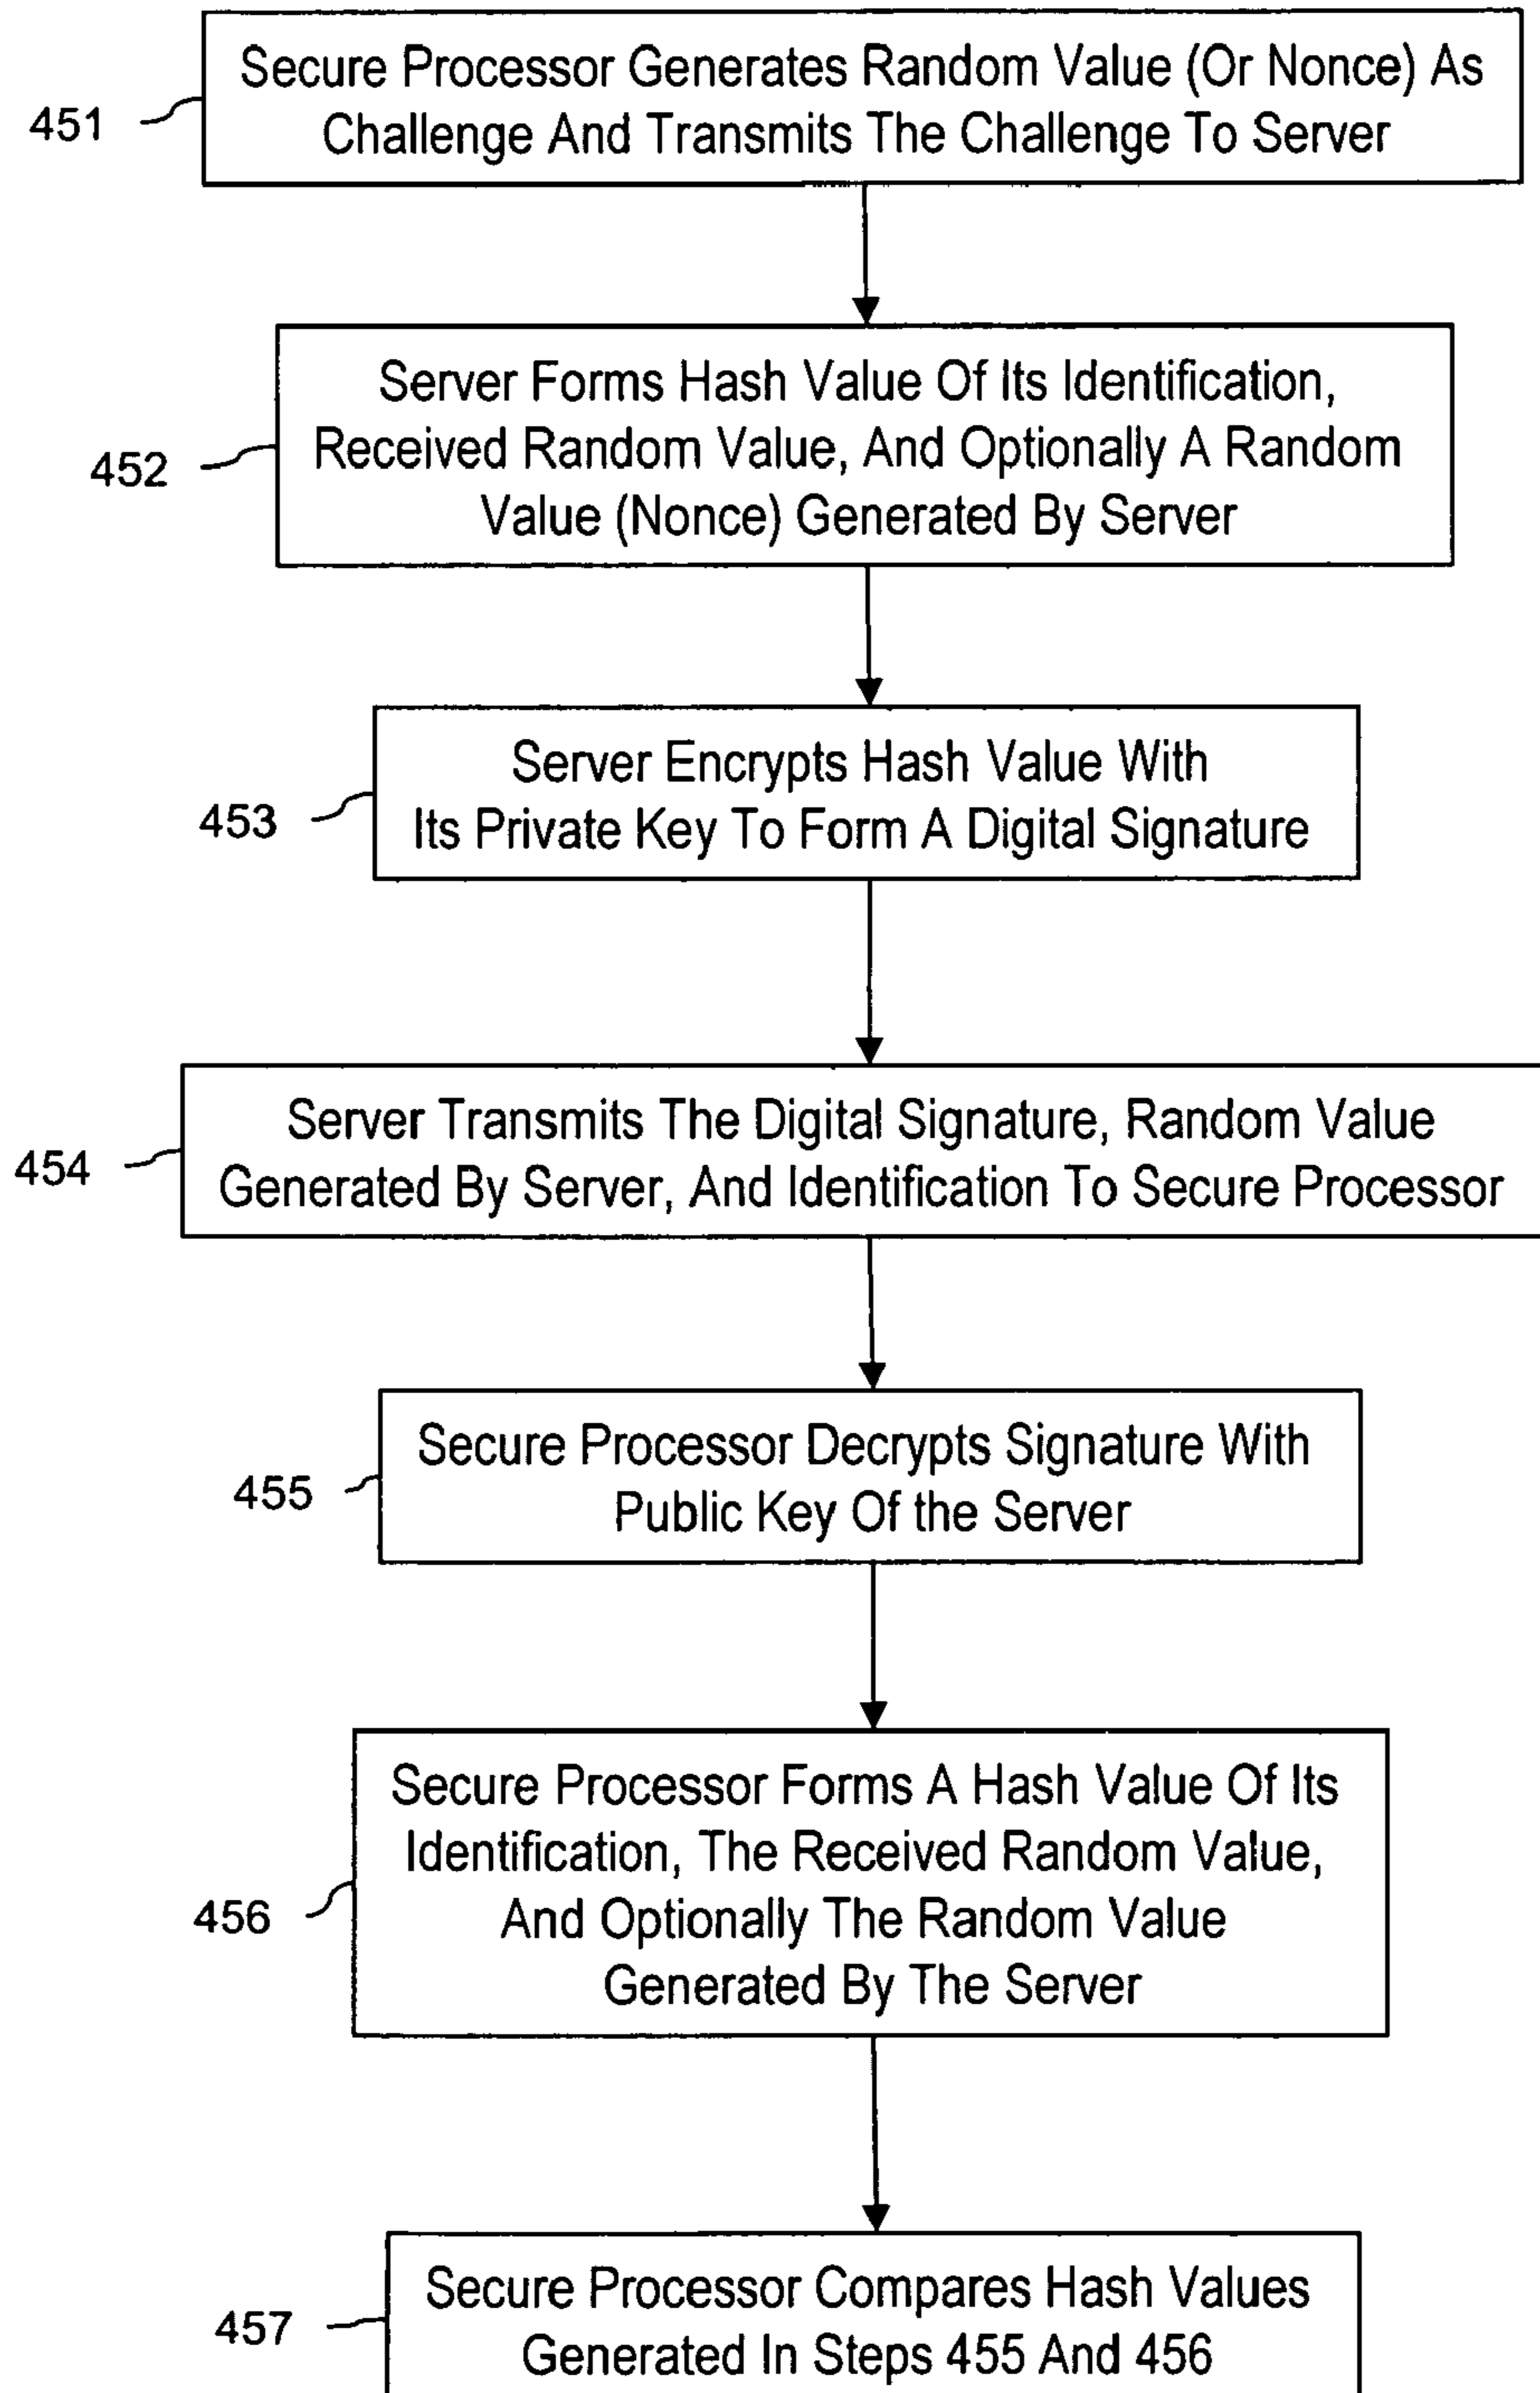 451
Secure Processor Generates Random Value (Or Nonce) As
Challenge And Transmits The Challenge To Server
452
Server Forms Hash Value Of Its Identification,
Received Random Value, And Optionally A Random
Value (Nonce) Generated By Server
453
Server Encrypts Hash Value With
Its Private Key To Form A Digital Signature
454
Server Transmits The Digital Signature, Random Value
Generated By Server, And Identification To Secure Processor
455
Secure Processor Decrypts Signature With
Public Key Of the Server
456
Secure Processor Forms A Hash Value Of Its
Identification, The Received Random Value,
And Optionally The Random Value
Generated By The Server
457
Secure Processor Compares Hash Values
Generated In Steps 455 And 456